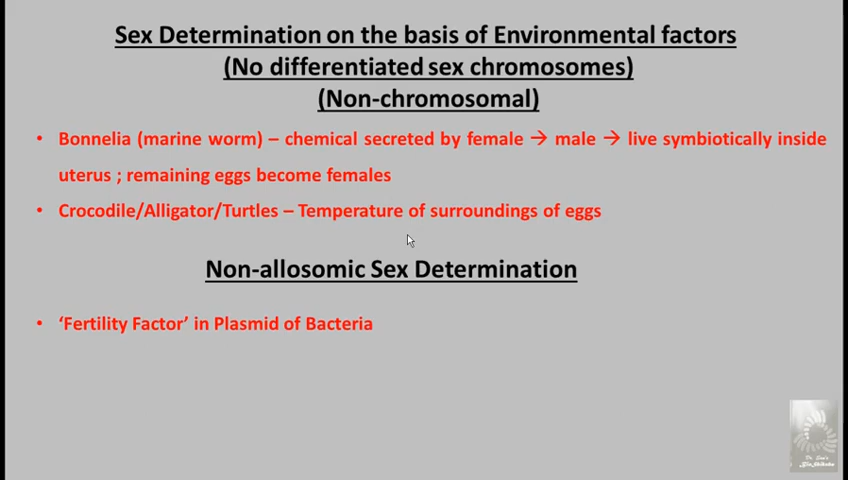 Sex Determination on the basis of Environmental factors
(No differentiated sex chromosomes)
(Non-chromosomal)
• Bonnelia (marine worm) – chemical secreted by female → male → live symbiotically inside
uterus ; remaining eggs become females
• Crocodile/Alligator/Turtles – Temperature of surroundings of eggs
Non-allosomic Sex Determination
• ‘Fertility Factor’ in Plasmid of Bacteria